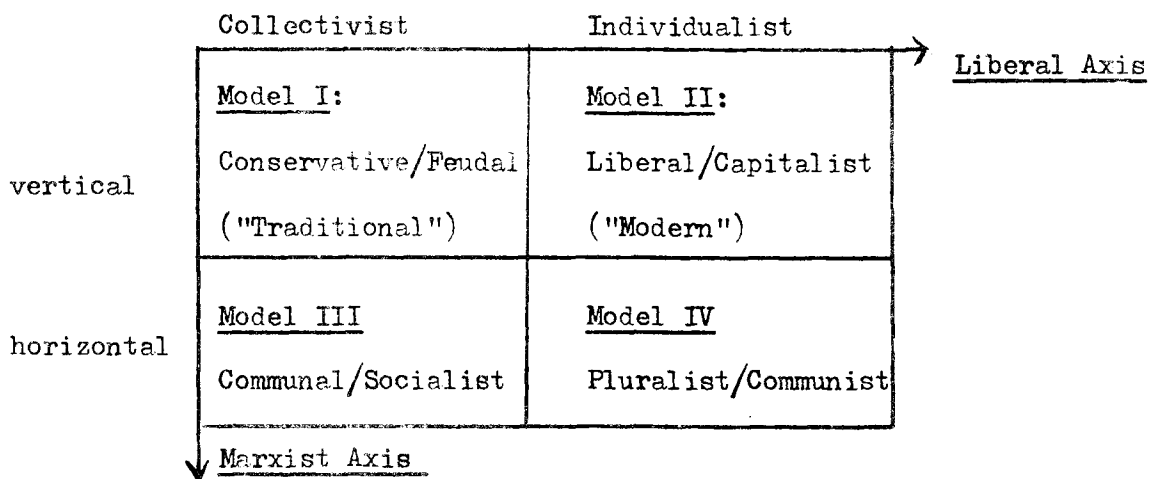 Collectivist Individualist
Liberal Axis
Model I: Model II:
vertical Conservative/Feudal Liberal/Capitalist
("Traditional") ("Modern")
Model III Model IV
horizontal Communal/Socialist Pluralist/Communist
Marxist Axis